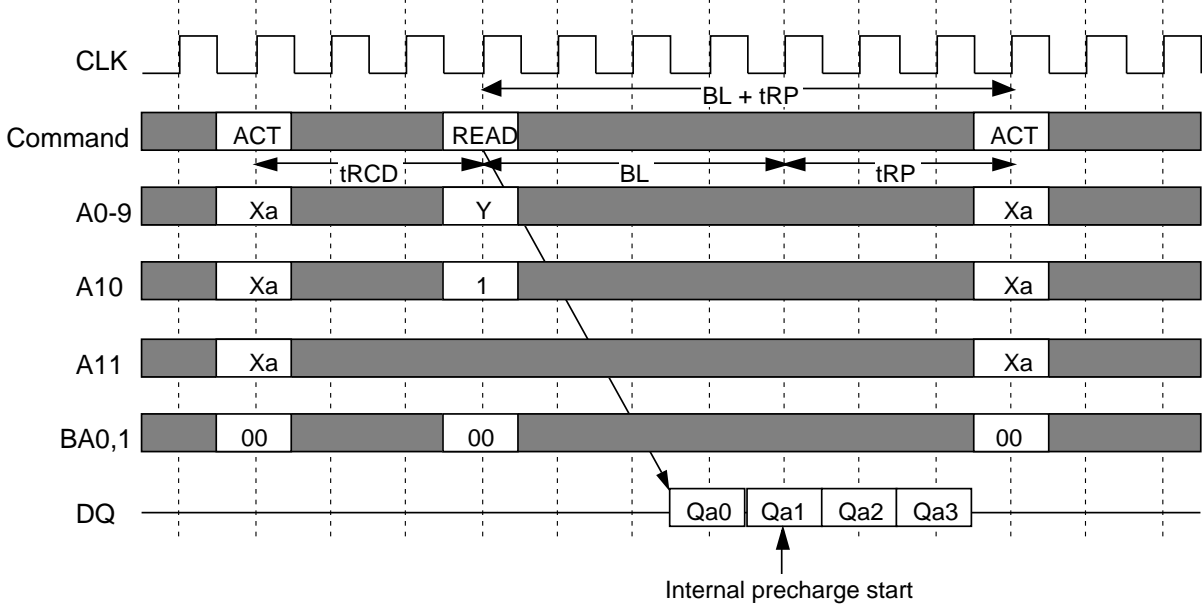 CLK
BL + tRP
Command ACT READ ACT
tRCD BL tRP
A0-9 Xa Y Xa
A10 Xa 1 Xa
A11 Xa Xa
BA0,1 00 00 00
DQ Qa0 Qa1 Qa2 Qa3
Internal precharge start